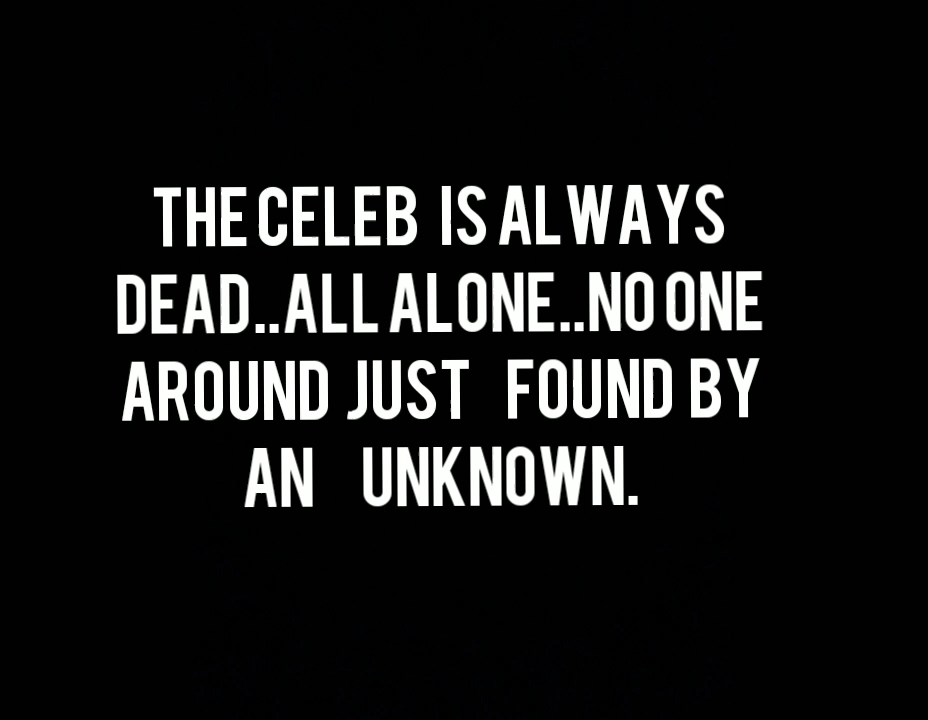 THE CELEB IS ALWAYS
DEAD..ALL ALONE..NO ONE
AROUND JUST FOUND BY
AN UNKNOWN.